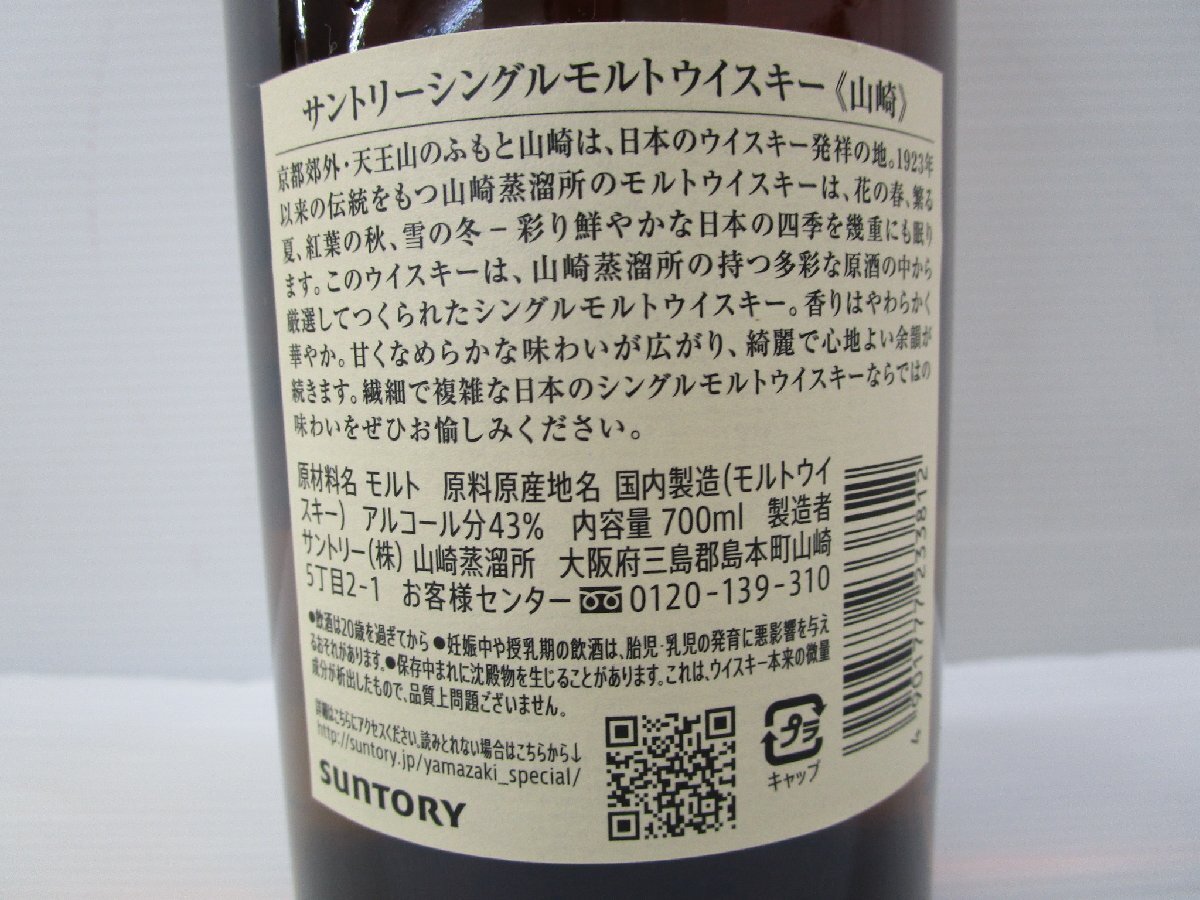 サントリーシングルモルトウイスキー《山崎》
京都郊外・天王山のふもと山崎は、日本のウイスキー発祥の地。1923年
以来の伝統をもつ山崎蒸溜所のモルトウイスキーは、花の春、繁る
夏、紅葉の秋、雪の冬－彩り鮮やかな日本の四季を幾重にも眠り
ます。このウイスキーは、山崎蒸溜所の持つ多彩な原酒の中から
厳選してつくられたシングルモルトウイスキー。香りはやわらかく
華やか。甘くなめらかな味わいが広がり、綺麗で心地よい余韻が
続きます。繊細で複雑な日本のシングルモルトウイスキーならではの
味わいをぜひお愉しみください。
原材料名 モルト 原料原産地名 国内製造(モルトウイ
スキー) アルコール分43% 内容量 700ml 製造者
サントリー(株) 山崎蒸溜所 大阪府三島郡島本町山崎
5丁目2-1 お客様センター 0120-139-310
●飲酒は20歳を過ぎてから ●妊娠中や授乳期の飲酒は、胎児・乳児の発育に悪影響を与え
るおそれがあります。●保存中まれに沈殿物を生じることがあります。これは、ウイスキー本来の微量
成分が析出したもので、品質上問題ございません。
詳細はこちらにアクセスください。読みとれない場合はこちらから↓
http://suntory.jp/yamazaki_special/
SUNTORY
プラ
キャップ
4901777233812